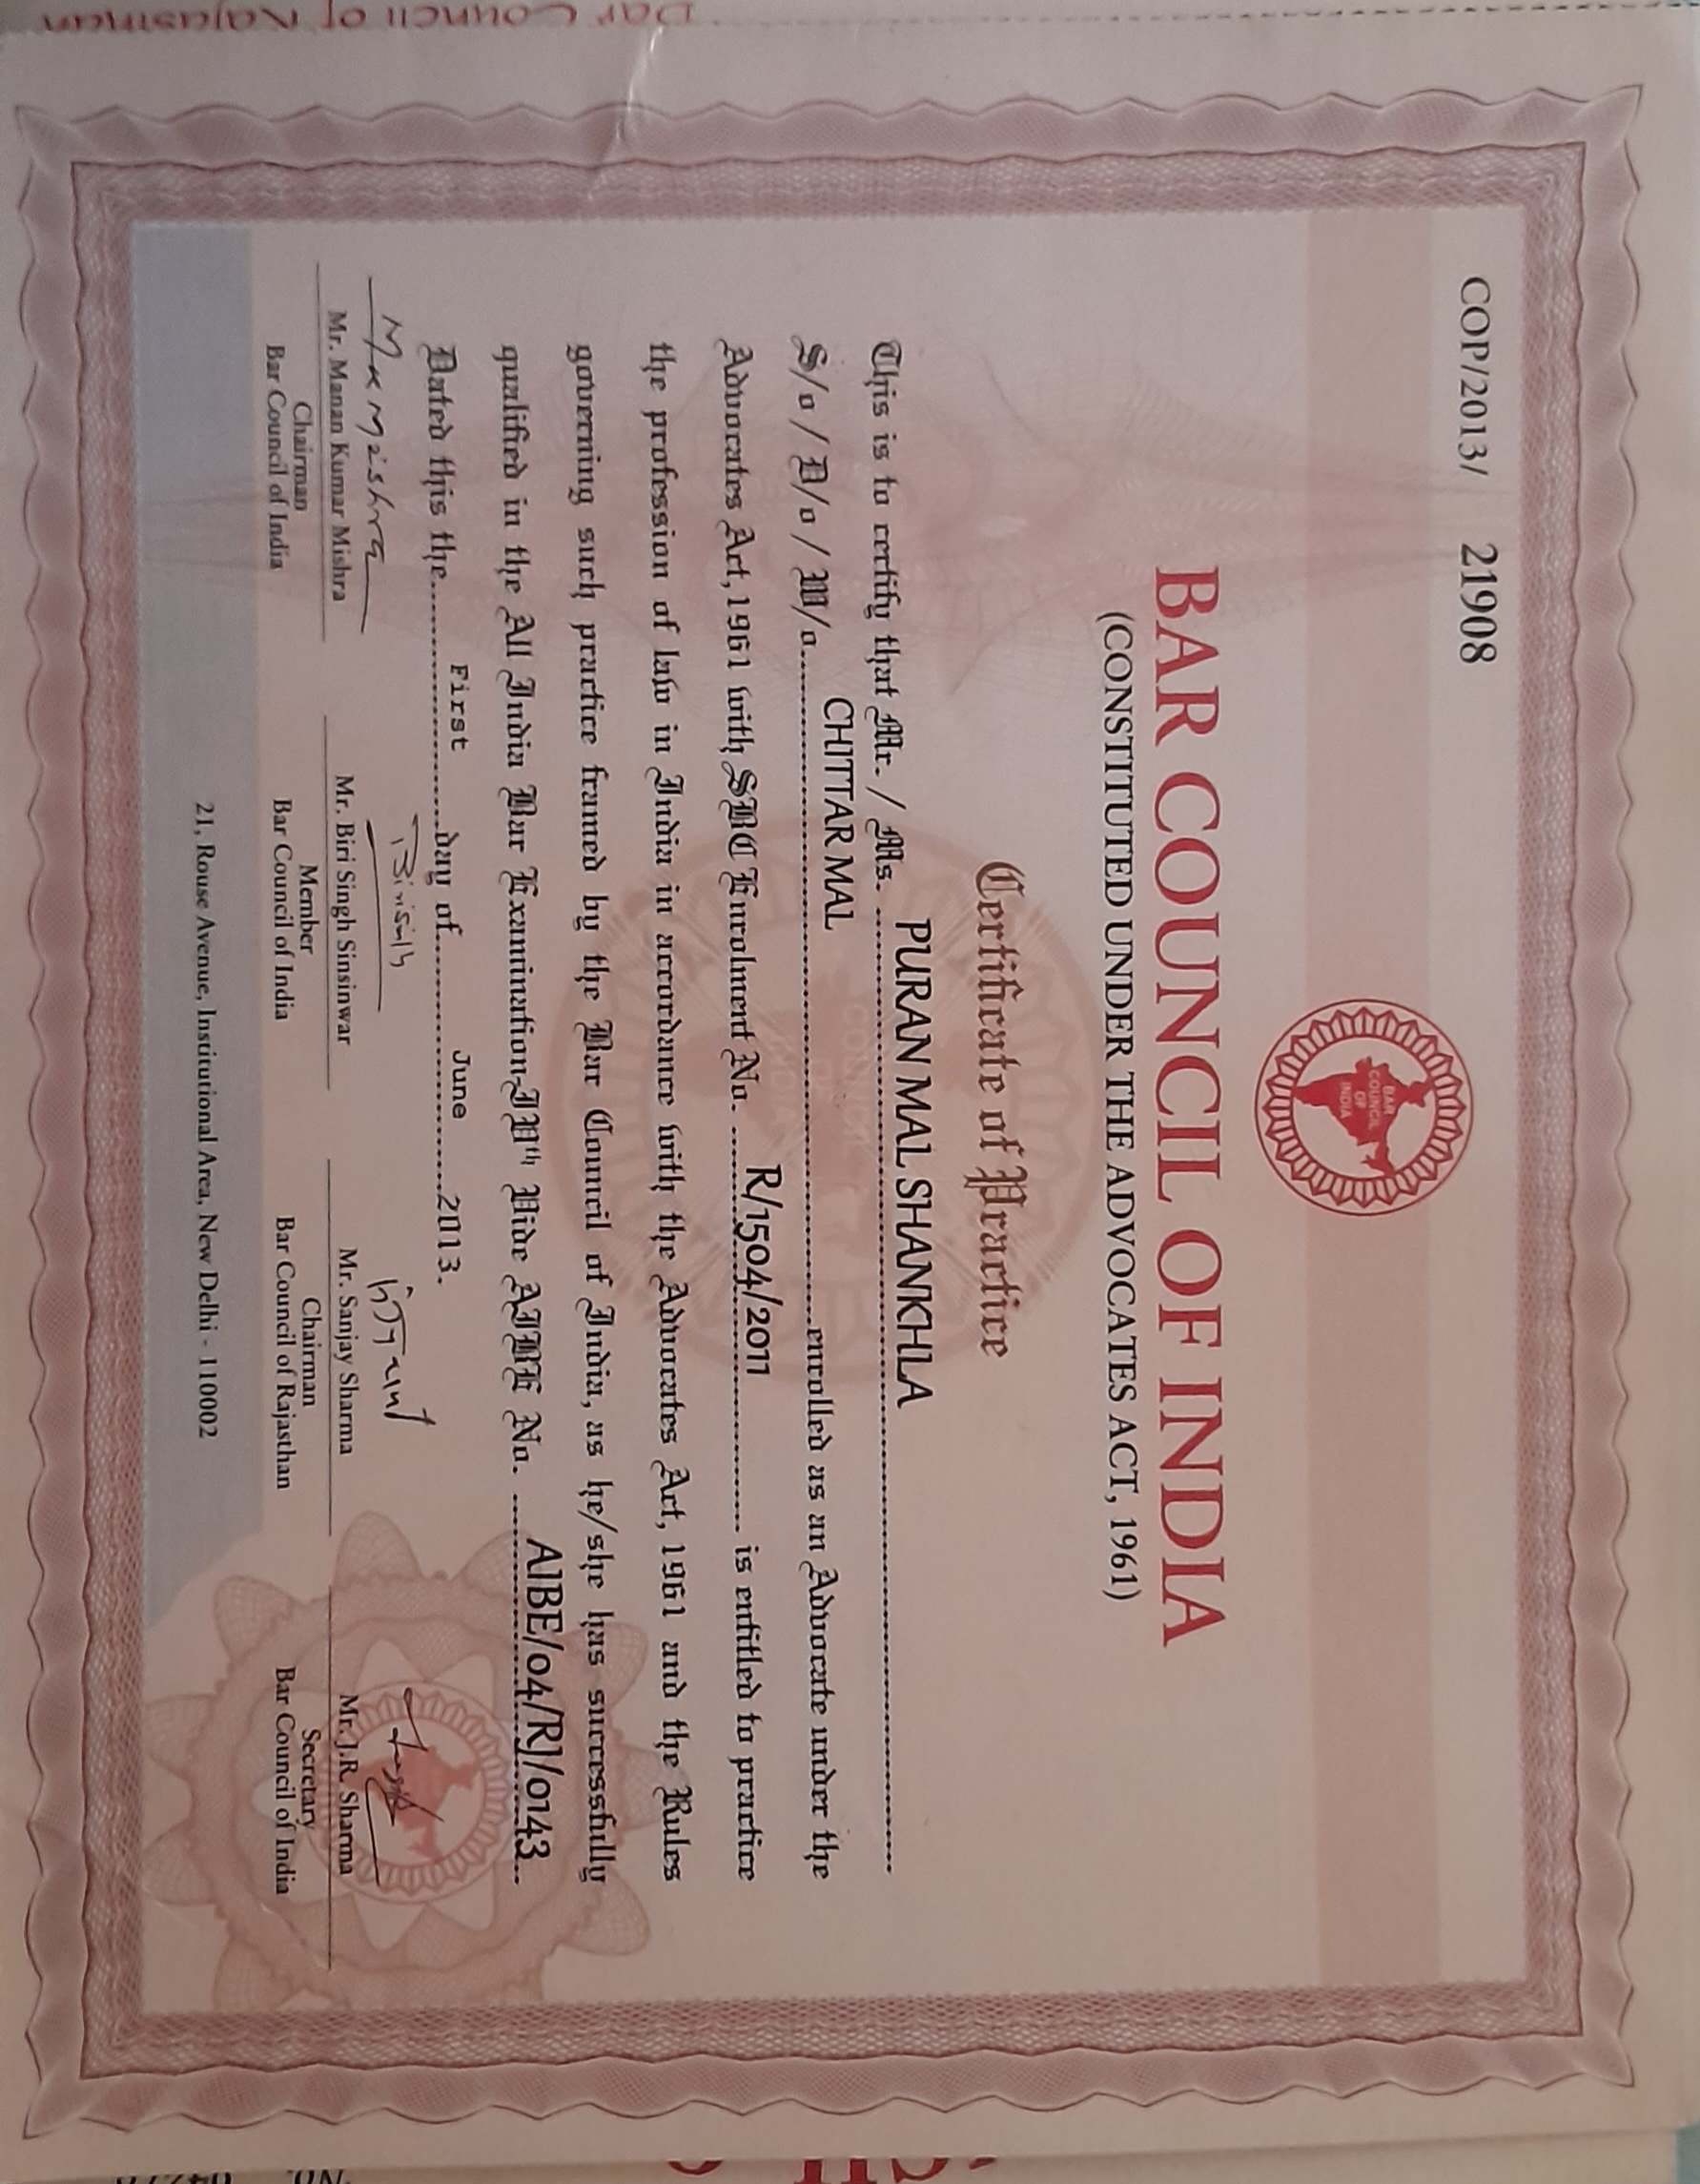 Bar Council of Rajasthan
COP/2013/ 21908
BAR
COUNCIL
OF
INDIA
BAR COUNCIL OF INDIA
(CONSTITUTED UNDER THE ADVOCATES ACT, 1961)
Certificate of Practice
This is to certify that Mr. / Ms. PURAN MAL SHANKHLA
S/o / D/o / W/o CHITTAR MAL enrolled as an Advocate under the
Advocates Act, 1961 with SBC Enrolment No. R/1504/2011 is entitled to practice
the profession of law in India in accordance with the Advocates Act, 1961 and the Rules
governing such practice framed by the Bar Council of India, as he/she has successfully
qualified in the All India Bar Examination-IVth Vide AIBE No. AIBE/04/RJ/0143
Dated this the First day of June 2013.
Mr. Manan Kumar Mishra Mr. Biri Singh Sinsinwar Mr. Sanjay Sharma Mr. J.R. Sharma
Chairman Member Chairman Secretary
Bar Council of India Bar Council of India Bar Council of Rajasthan Bar Council of India
21, Rouse Avenue, Institutional Area, New Delhi - 110002